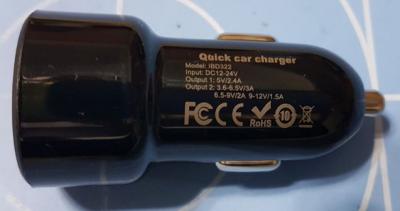 Quick car charger
Model: IBD322
Input: DC12-24V
Output 1: 5V/2.4A
Output 2: 3.6-6.5V/3A
6.5-9V/2A 9-12V/1.5A
FC CE RoHS 10